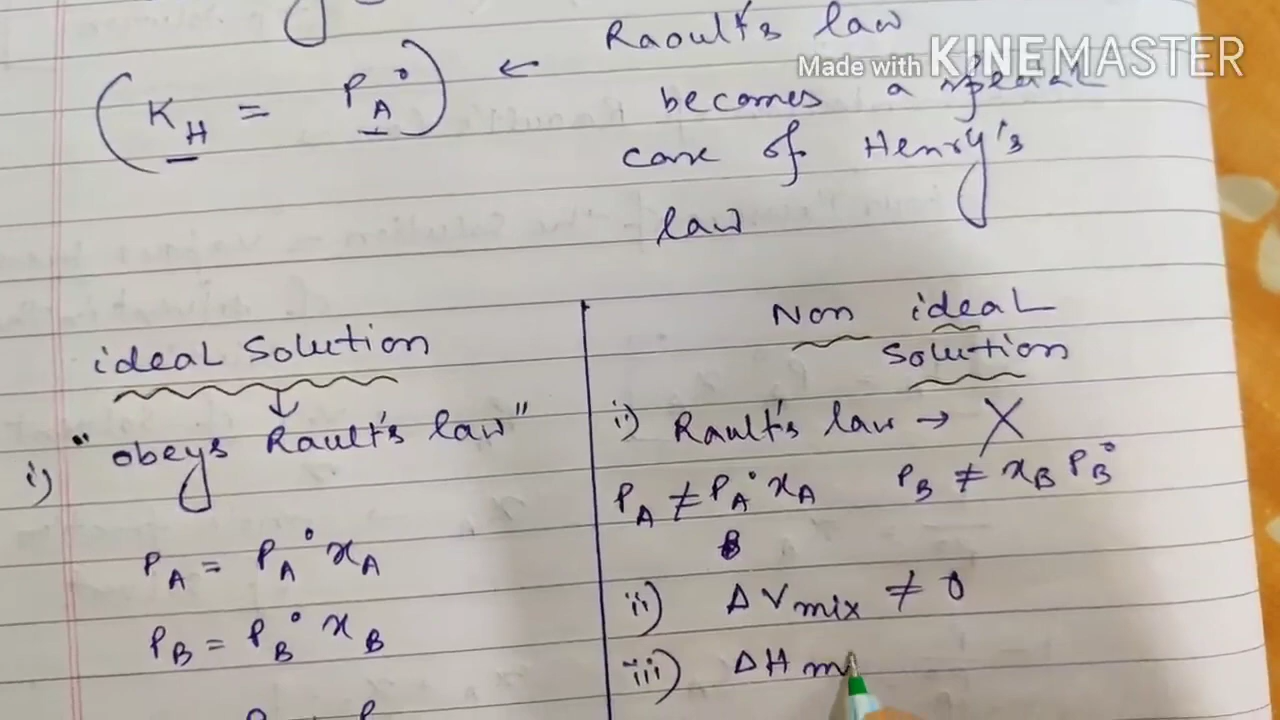 Raoult's law
Made with KINEMASTER
(K_H = P_A°) ← becomes a special
case of Henry's
law
ideal Solution
i) "obeys Rault's law"
P_A = P_A° x_A
P_B = P_B° x_B
Non ideal
Solution
i) Rault's law → X
P_A ≠ P_A° x_A P_B ≠ x_B P_B°
B
ii) ΔV mix ≠ 0
iii) ΔH m